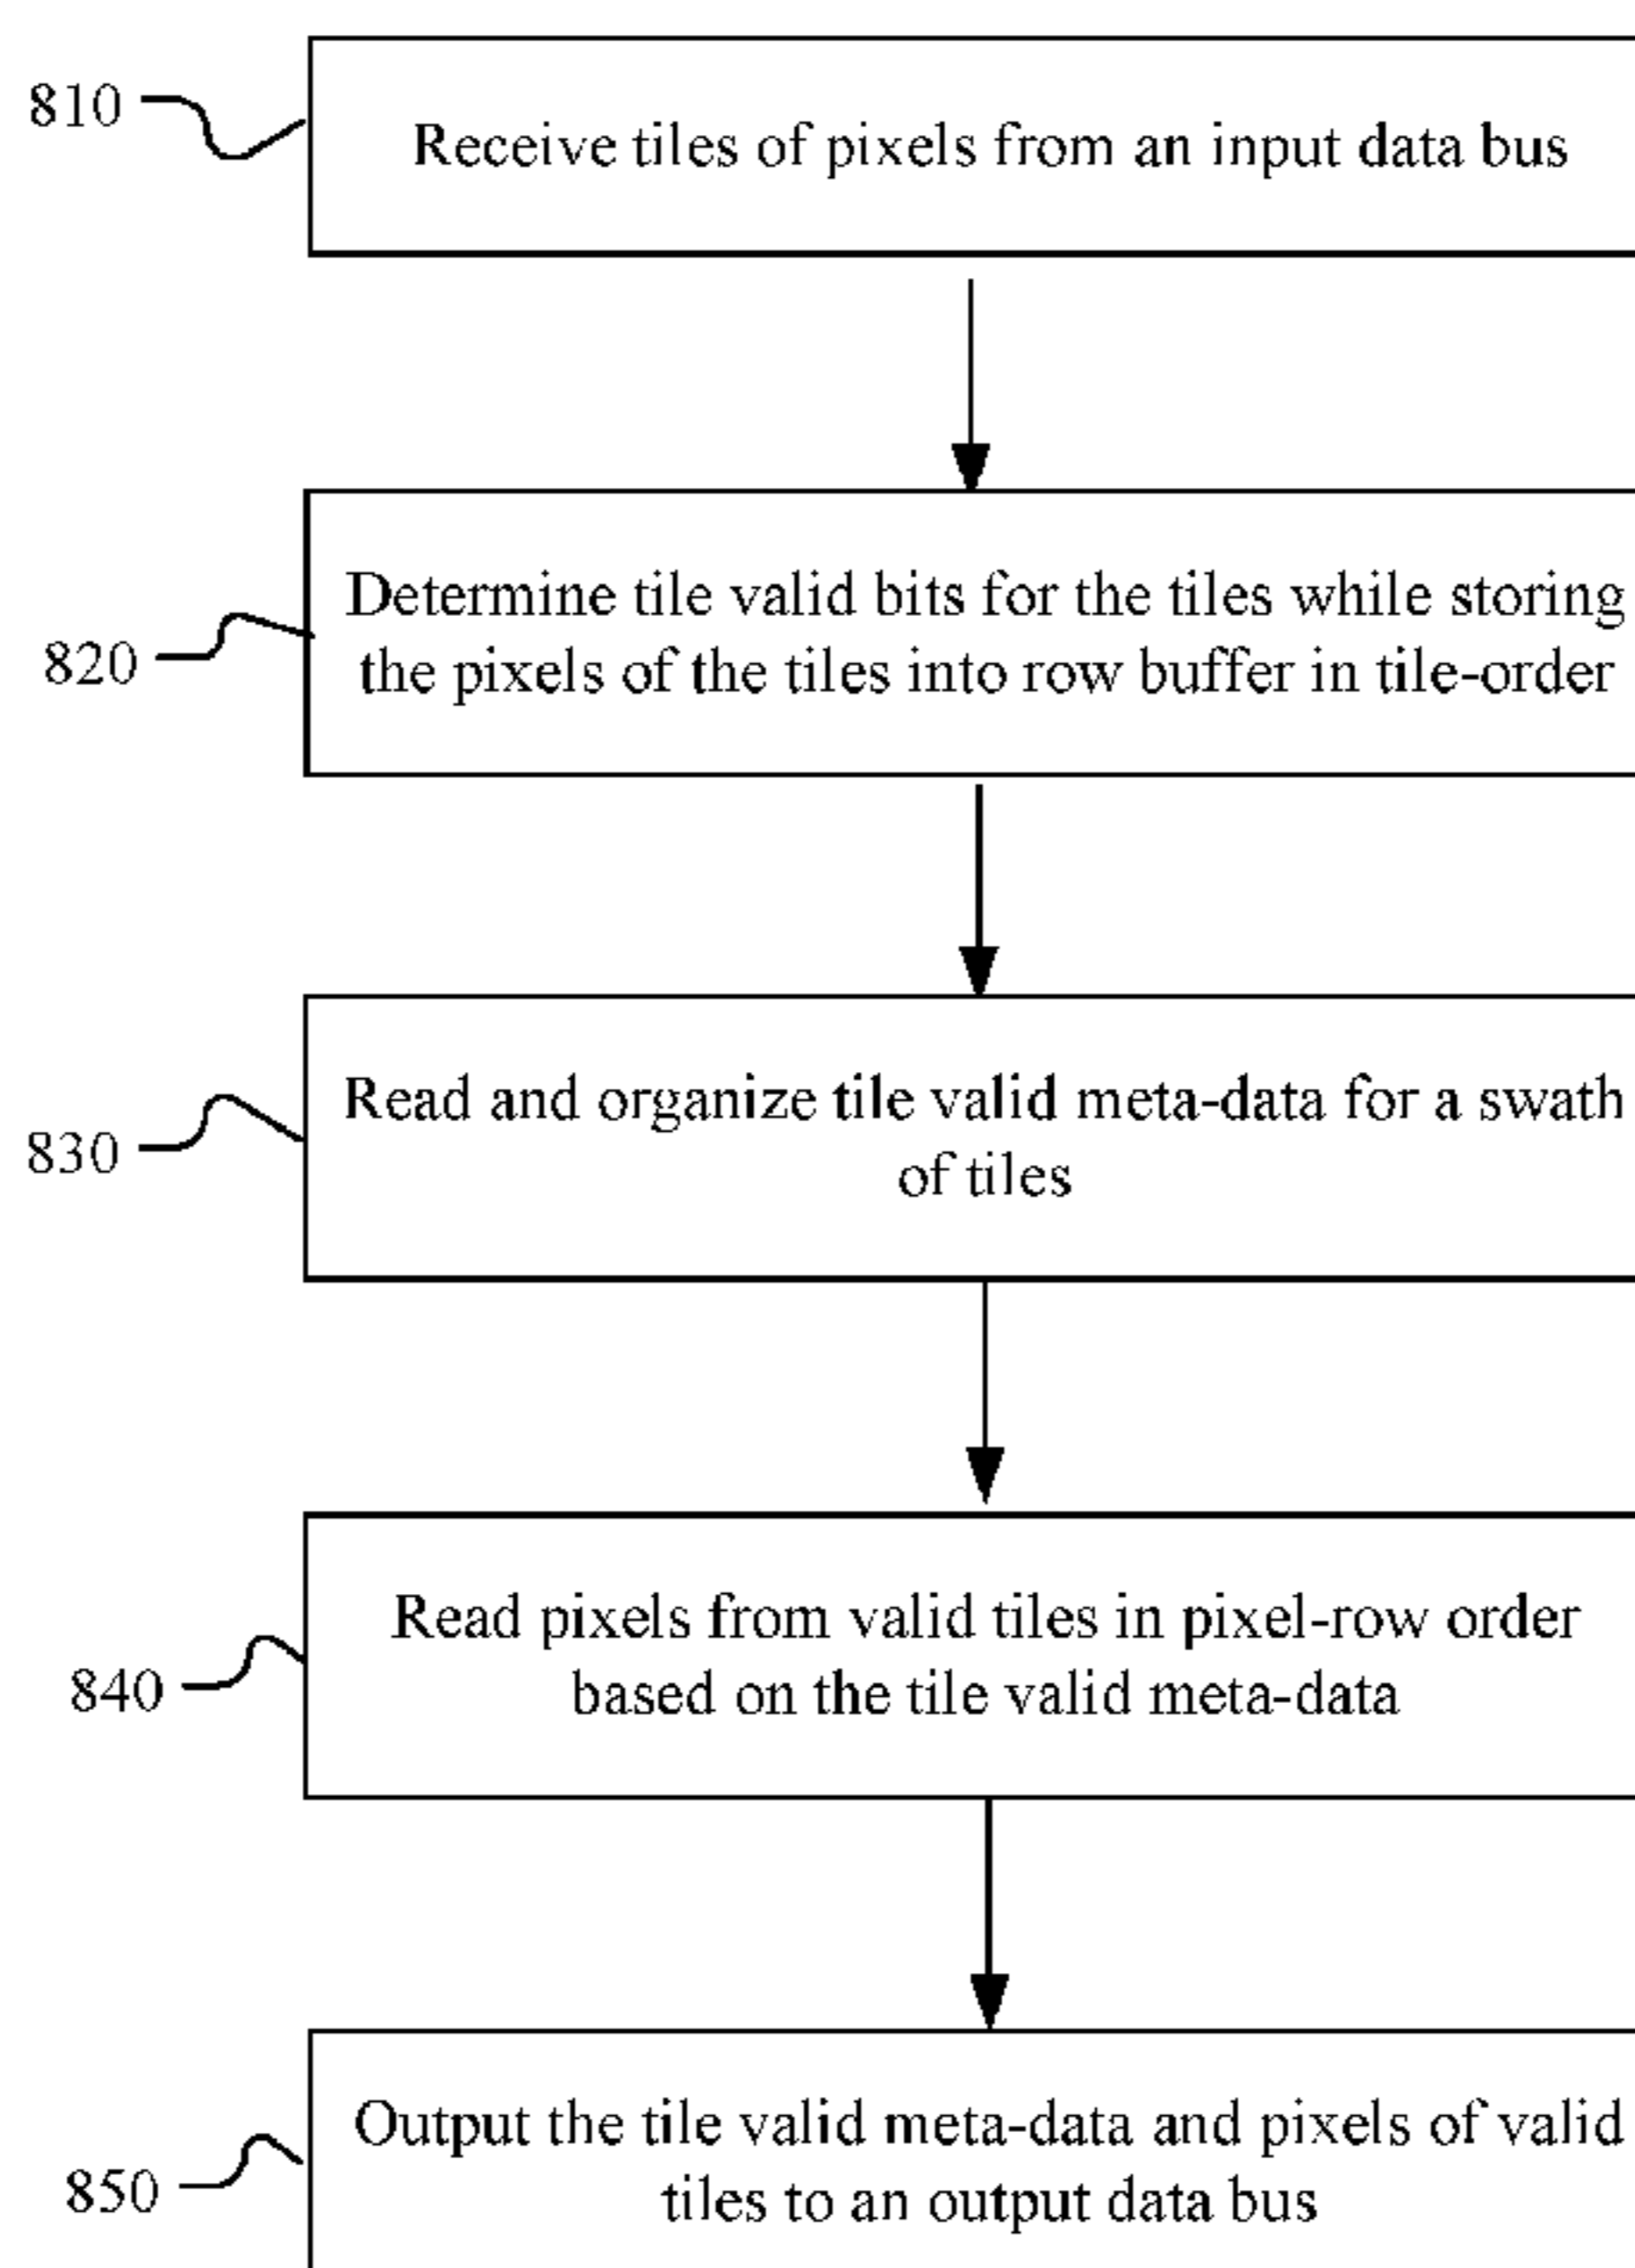 810
Receive tiles of pixels from an input data bus
Determine tile valid bits for the tiles while storing
820
the pixels of the tiles into row buffer in tile-order
Read and organize tile valid meta-data for a swath
830
of tiles
Read pixels from valid tiles in pixel-row order
840
based on the tile valid meta-data
Output the tile valid meta-data and pixels of valid
850
tiles to an output data bus